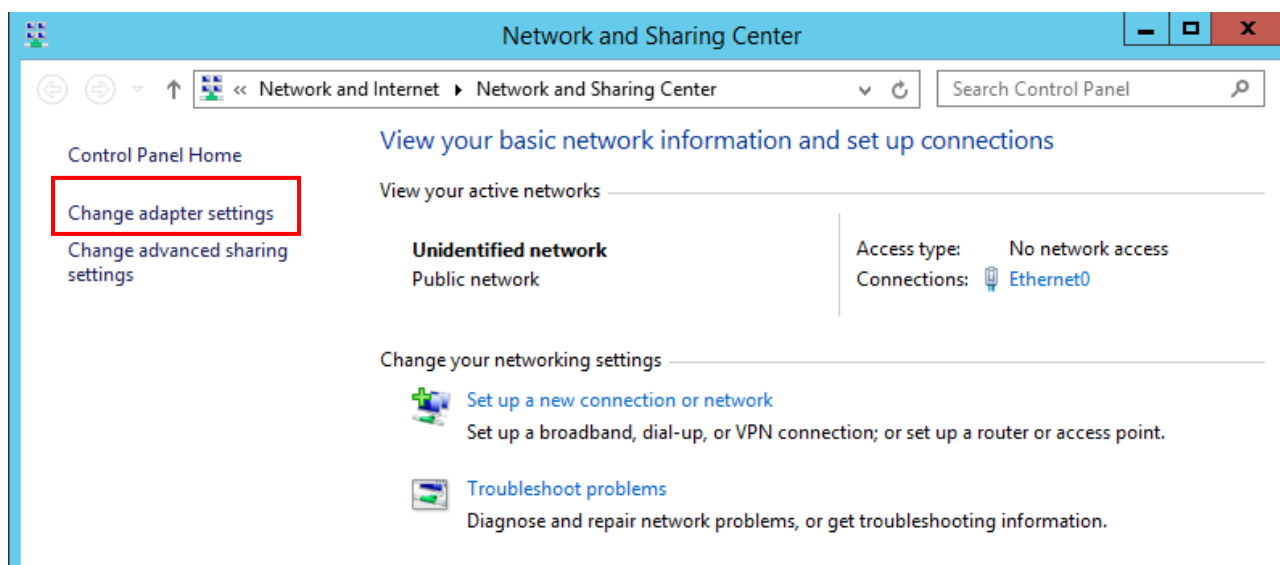 Network and Sharing Center
« Network and Internet Network and Sharing Center
Search Control Panel
Control Panel Home
Change adapter settings
Change advanced sharing
settings
View your basic network information and set up connections
View your active networks
Unidentified network
Public network
Access type: No network access
Connections: Ethernet0
Change your networking settings
Set up a new connection or network
Set up a broadband, dial-up, or VPN connection; or set up a router or access point.
Troubleshoot problems
Diagnose and repair network problems, or get troubleshooting information.